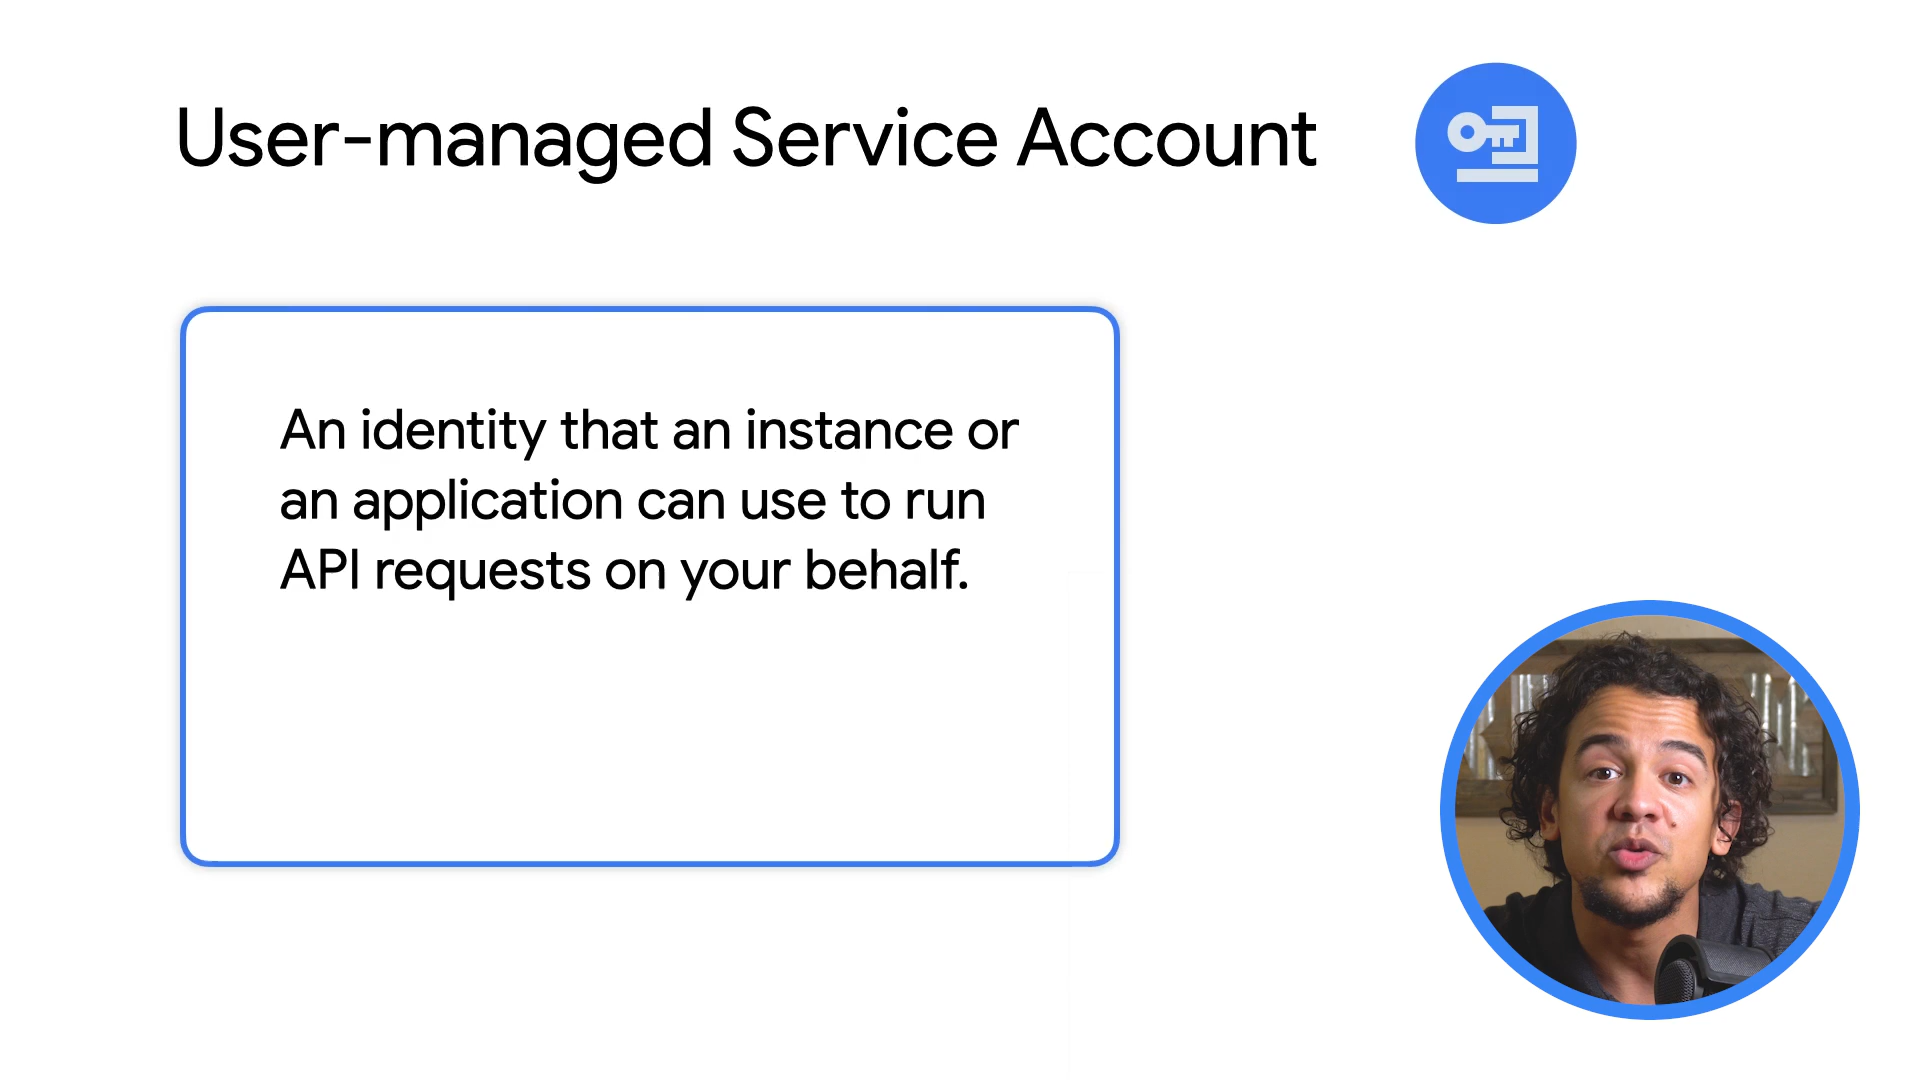 User-managed Service Account
An identity that an instance or
an application can use to run
API requests on your behalf.